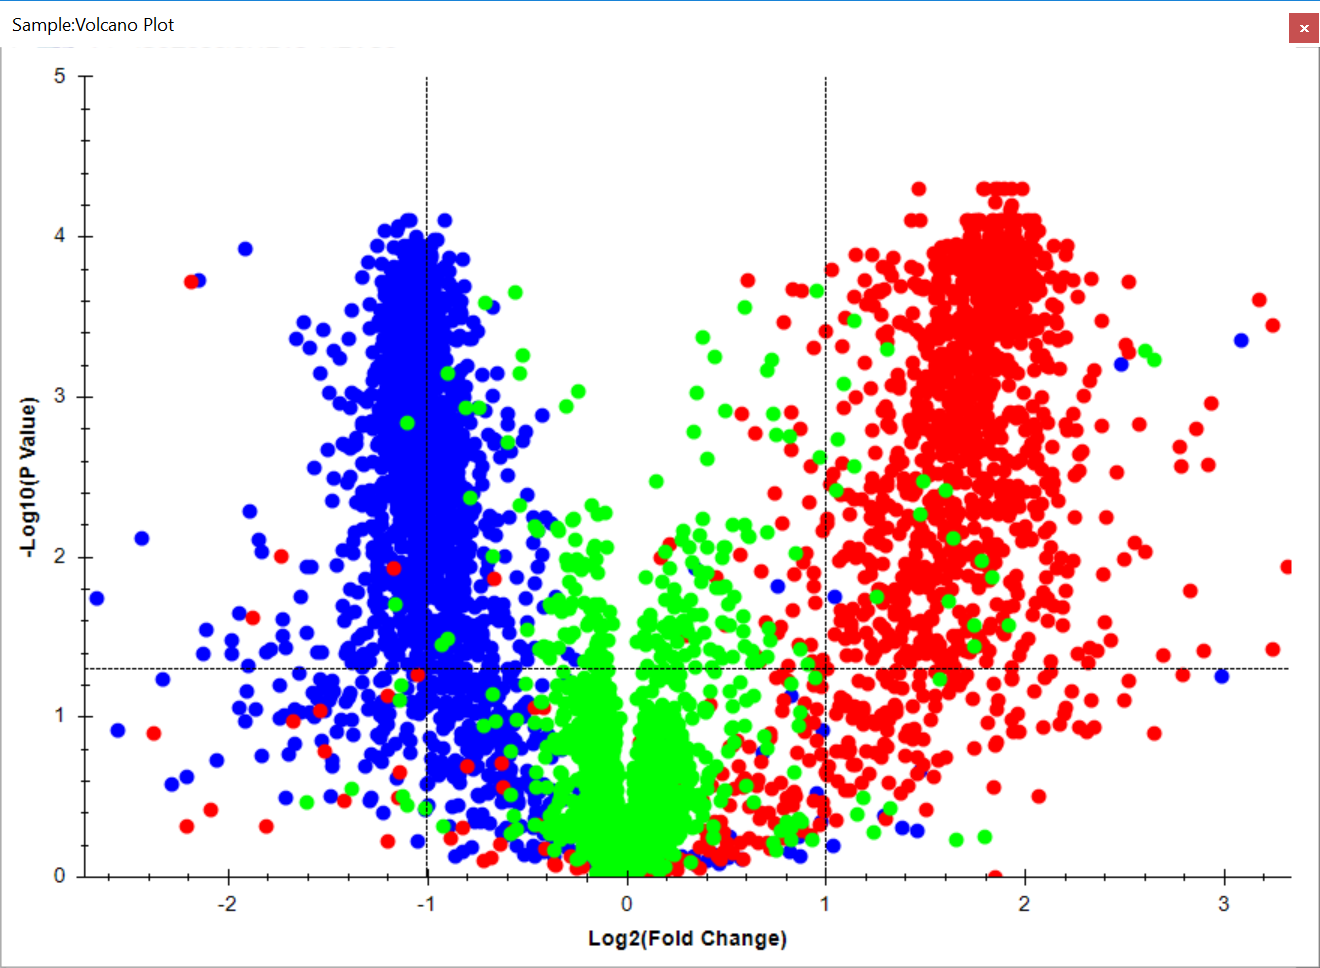 Sample:Volcano Plot
×
5
4
3
2
1
0
-Log10(P Value)
-2 -1 0 1 2 3
Log2(Fold Change)